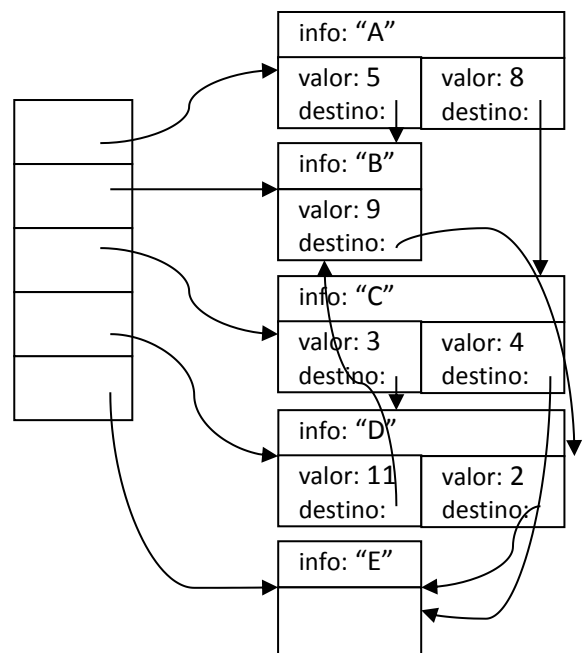 info: “A”
valor: 5 valor: 8
destino: destino:
info: “B”
valor: 9
destino:
info: “C”
valor: 3 valor: 4
destino: destino:
info: “D”
valor: 11 valor: 2
destino: destino:
info: “E”